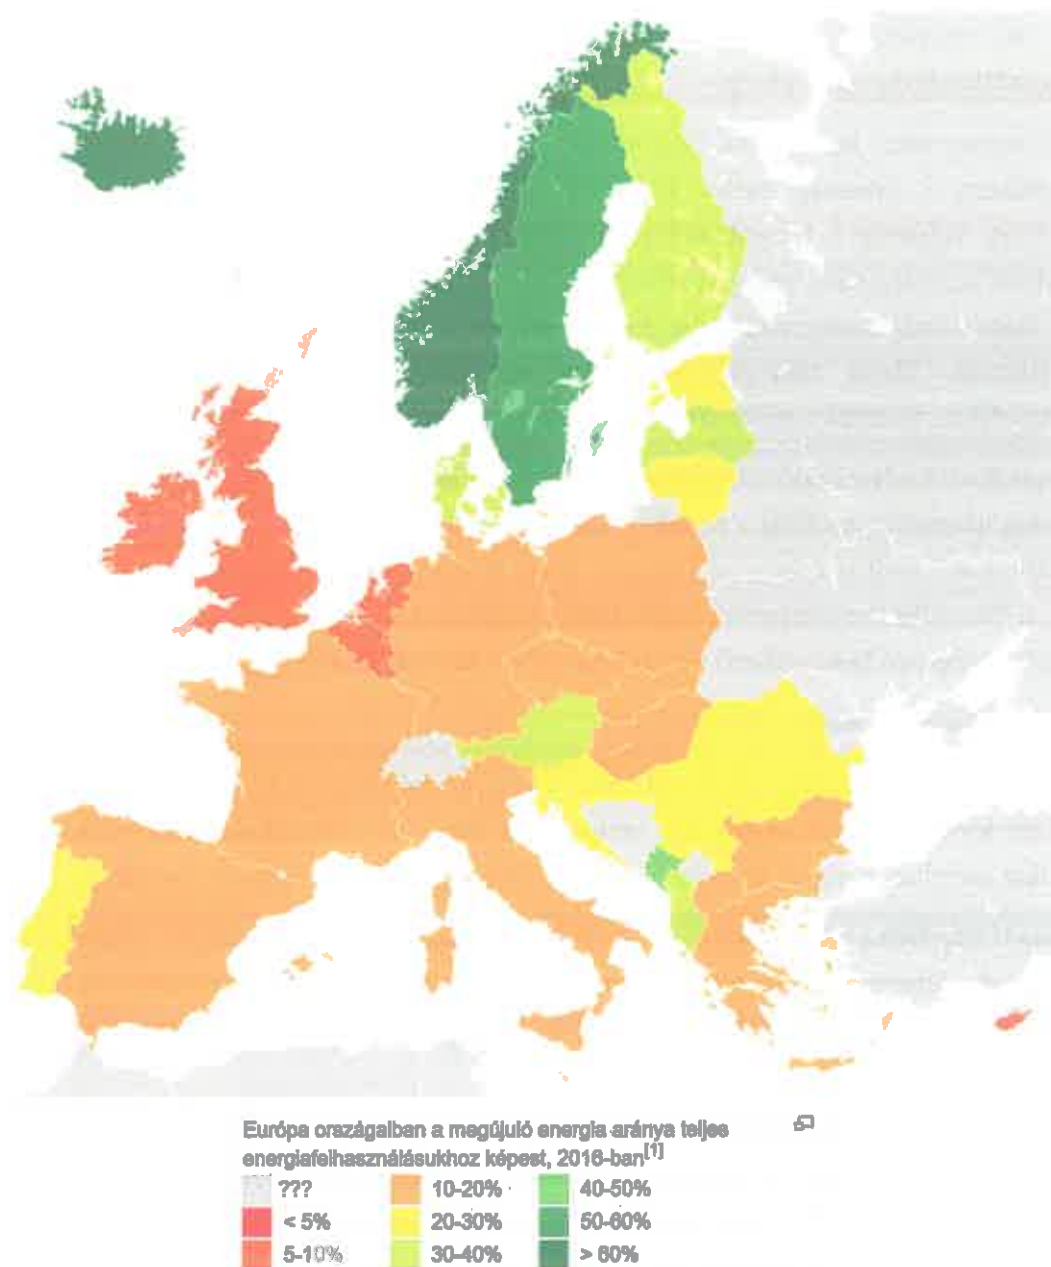 Európa országaiban a megújuló energia aránya teljes
energiafelhasználásukhoz képest, 2016-ban[1]
??? 10-20% 40-50%
< 5% 20-30% 50-60%
5-10% 30-40% > 60%